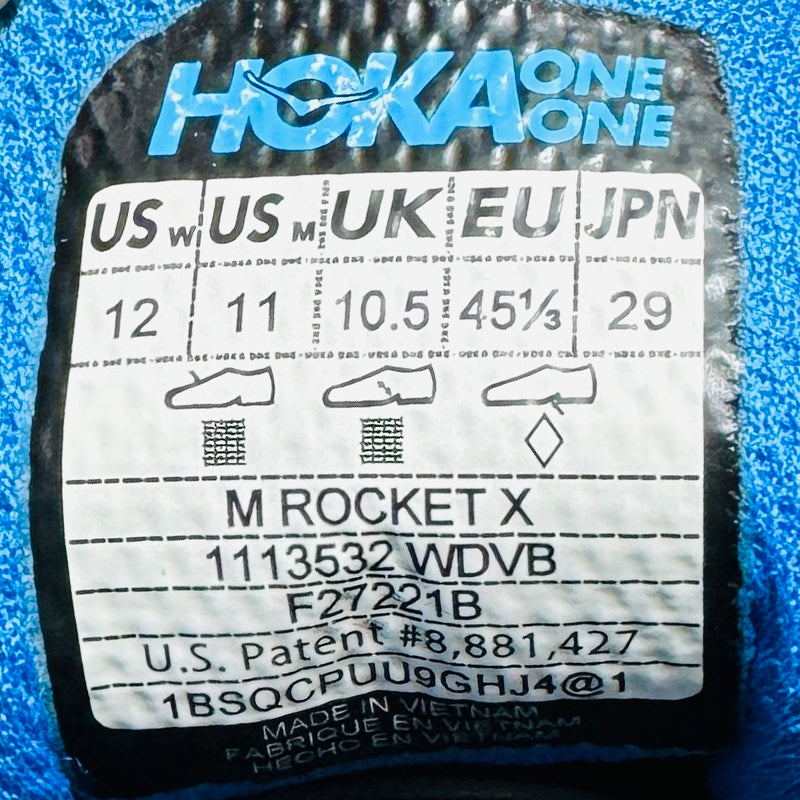 HOKA ONE ONE
US W US M UK EU JPN
12 11 10.5 45⅓ 29
M ROCKET X
1113532 WDVB
F27221B
U.S. Patent #8,881,427
1BSQCPUU9GHJ4@1
MADE IN VIETNAM
FABRIQUE EN VIETNAM
HECHO EN VIETNAM